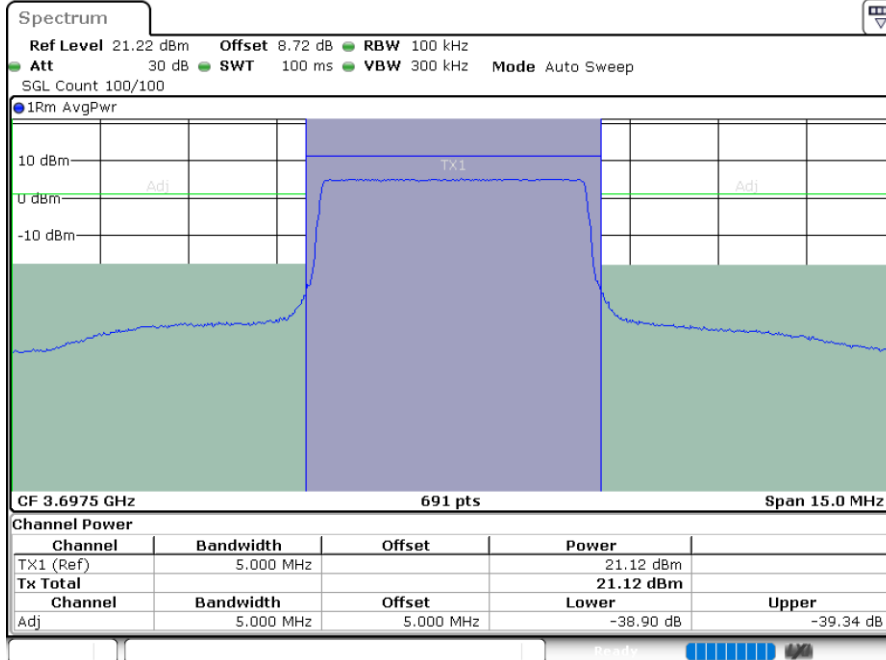 Spectrum
Ref Level 21.22 dBm Offset 8.72 dB RBW 100 kHz
Att 30 dB SWT 100 ms VBW 300 kHz Mode Auto Sweep
SGL Count 100/100
1Rm AvgPwr
10 dBm
TX1
Adj Adj
0 dBm
-10 dBm
CF 3.6975 GHz 691 pts Span 15.0 MHz
Channel Power
Channel Bandwidth Offset Power
TX1 (Ref) 5.000 MHz 21.12 dBm
Tx Total 21.12 dBm
Channel Bandwidth Offset Lower Upper
Adj 5.000 MHz 5.000 MHz -38.90 dB -39.34 dB
Ready